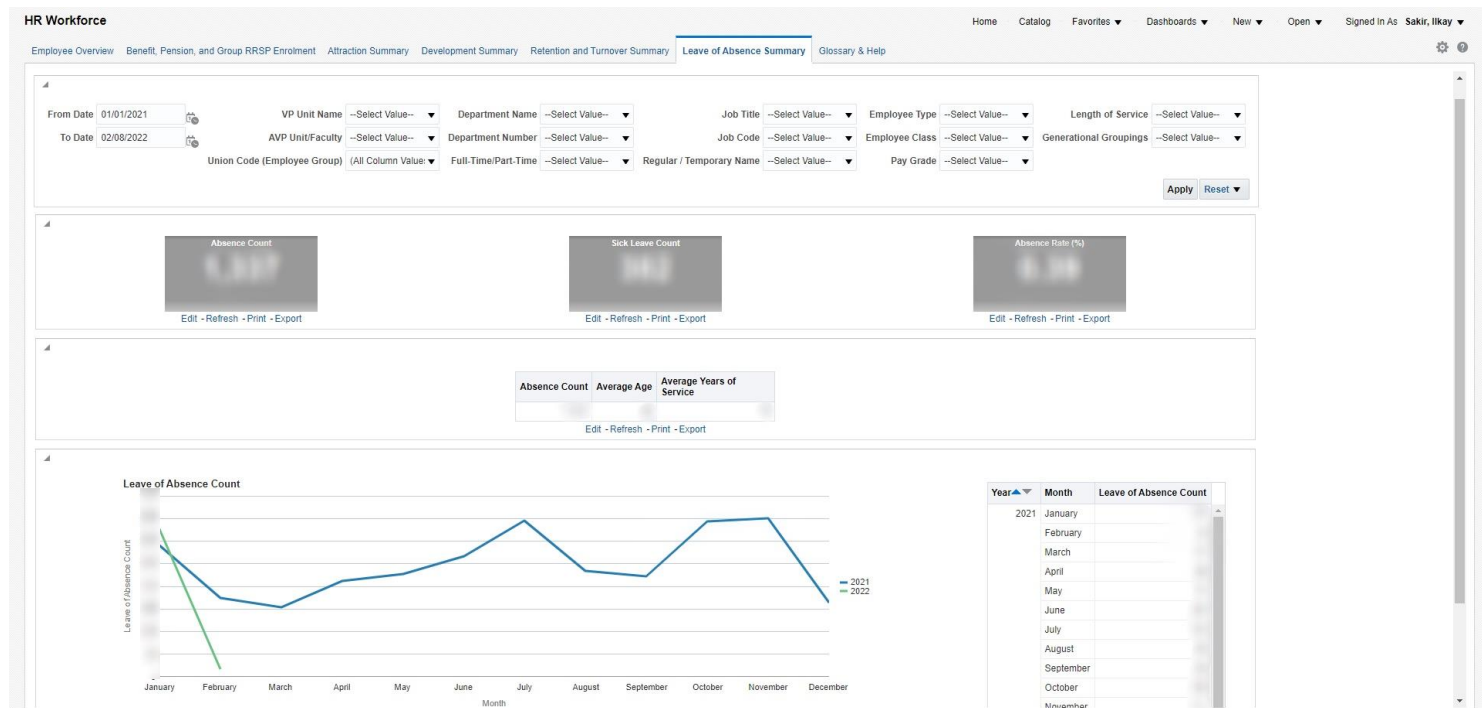 HR Workforce
Home Catalog Favorites Dashboards New Open Signed In As Sakir, Ilkay
Employee Overview Benefit, Pension, and Group RRSP Enrolment Attraction Summary Development Summary Retention and Turnover Summary Leave of Absence Summary Glossary & Help
From Date 01/01/2021 VP Unit Name --Select Value-- Department Name --Select Value-- Job Title --Select Value-- Employee Type --Select Value-- Length of Service --Select Value--
To Date 02/08/2022 AVP Unit/Faculty --Select Value-- Department Number --Select Value-- Job Code --Select Value-- Employee Class --Select Value-- Generational Groupings --Select Value--
Union Code (Employee Group) (All Column Value: Full-Time/Part-Time --Select Value-- Regular / Temporary Name --Select Value-- Pay Grade --Select Value--
Apply Reset
Absence Count Sick Leave Count Absence Rate (%)
Edit - Refresh - Print - Export Edit - Refresh - Print - Export Edit - Refresh - Print - Export
Absence Count Average Age Average Years of Service
Edit - Refresh - Print - Export
Leave of Absence Count
Leave of Absence Count
2021
2022
January February March April May June July August September October November December
Month
Year Month Leave of Absence Count
2021 January
February
March
April
May
June
July
August
September
October
November